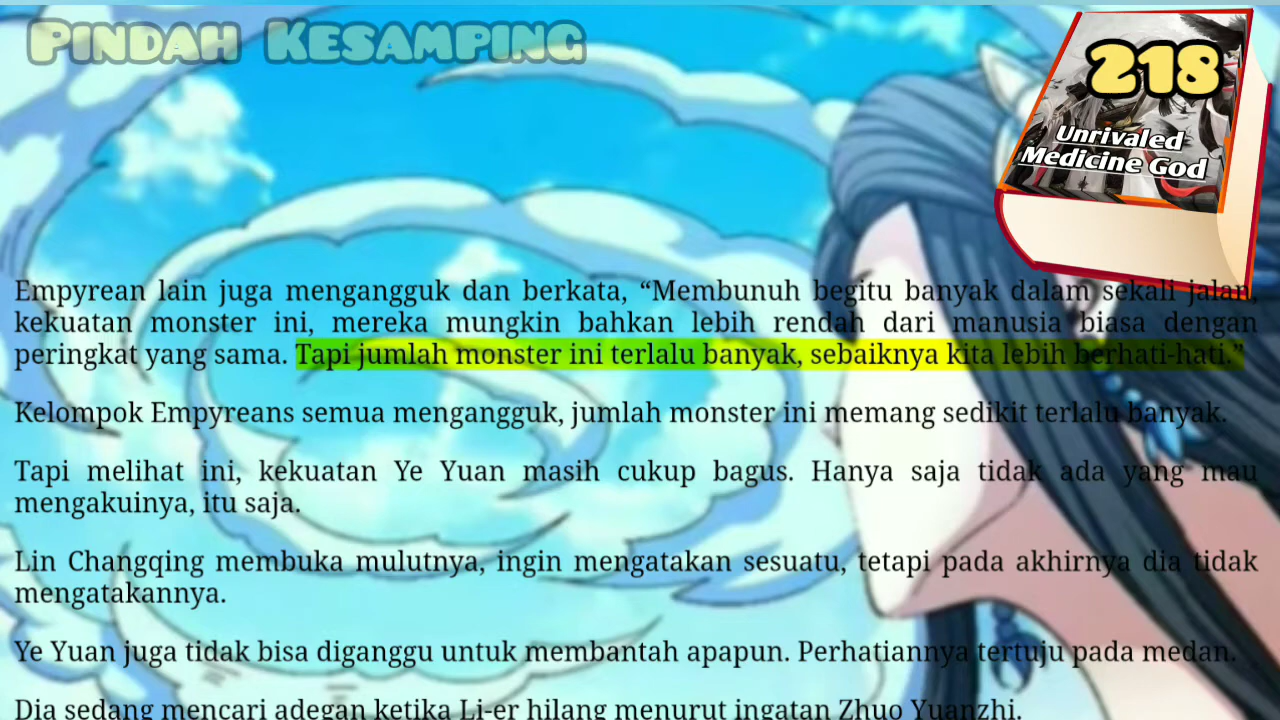 Pindah Kesamping
218
Unrivaled
Medicine God
Empyrean lain juga mengangguk dan berkata, “Membunuh begitu banyak dalam sekali jalan,
kekuatan monster ini, mereka mungkin bahkan lebih rendah dari manusia biasa dengan
peringkat yang sama. Tapi jumlah monster ini terlalu banyak, sebaiknya kita lebih berhati-hati.”
Kelompok Empyreans semua mengangguk, jumlah monster ini memang sedikit terlalu banyak.
Tapi melihat ini, kekuatan Ye Yuan masih cukup bagus. Hanya saja tidak ada yang mau
mengakuinya, itu saja.
Lin Changqing membuka mulutnya, ingin mengatakan sesuatu, tetapi pada akhirnya dia tidak
mengatakannya.
Ye Yuan juga tidak bisa diganggu untuk membantah apapun. Perhatiannya tertuju pada medan.
Dia sedang mencari adegan ketika Li-er hilang menurut ingatan Zhuo Yuanzhi.